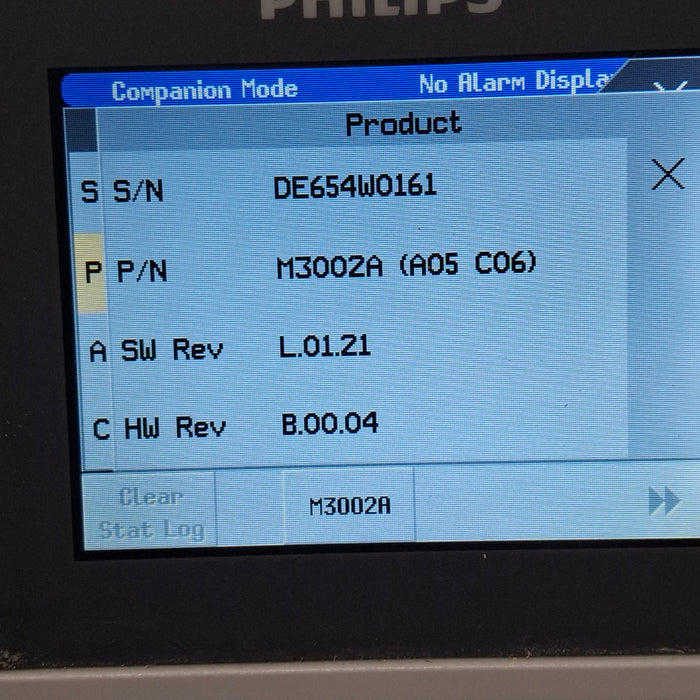 PHILIPS
Companion Mode No Alarm Displa
Product
S S/N DE654W0161
P P/N M3002A (A05 C06)
A SW Rev L.01.21
C HW Rev B.00.04
Clear
Stat Log
M3002A